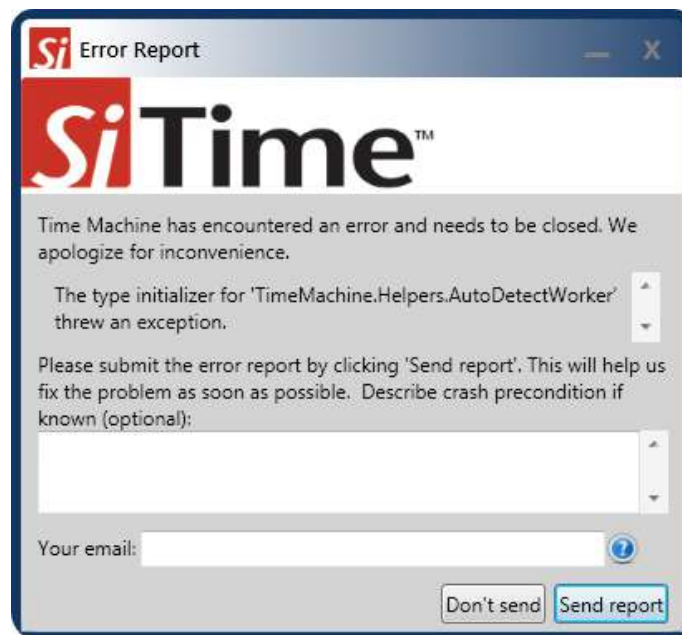 Si Error Report
SiTime™
Time Machine has encountered an error and needs to be closed. We
apologize for inconvenience.
The type initializer for 'TimeMachine.Helpers.AutoDetectWorker'
threw an exception.
Please submit the error report by clicking 'Send report'. This will help us
fix the problem as soon as possible.  Describe crash precondition if
known (optional):
Your email:
Don't send Send report